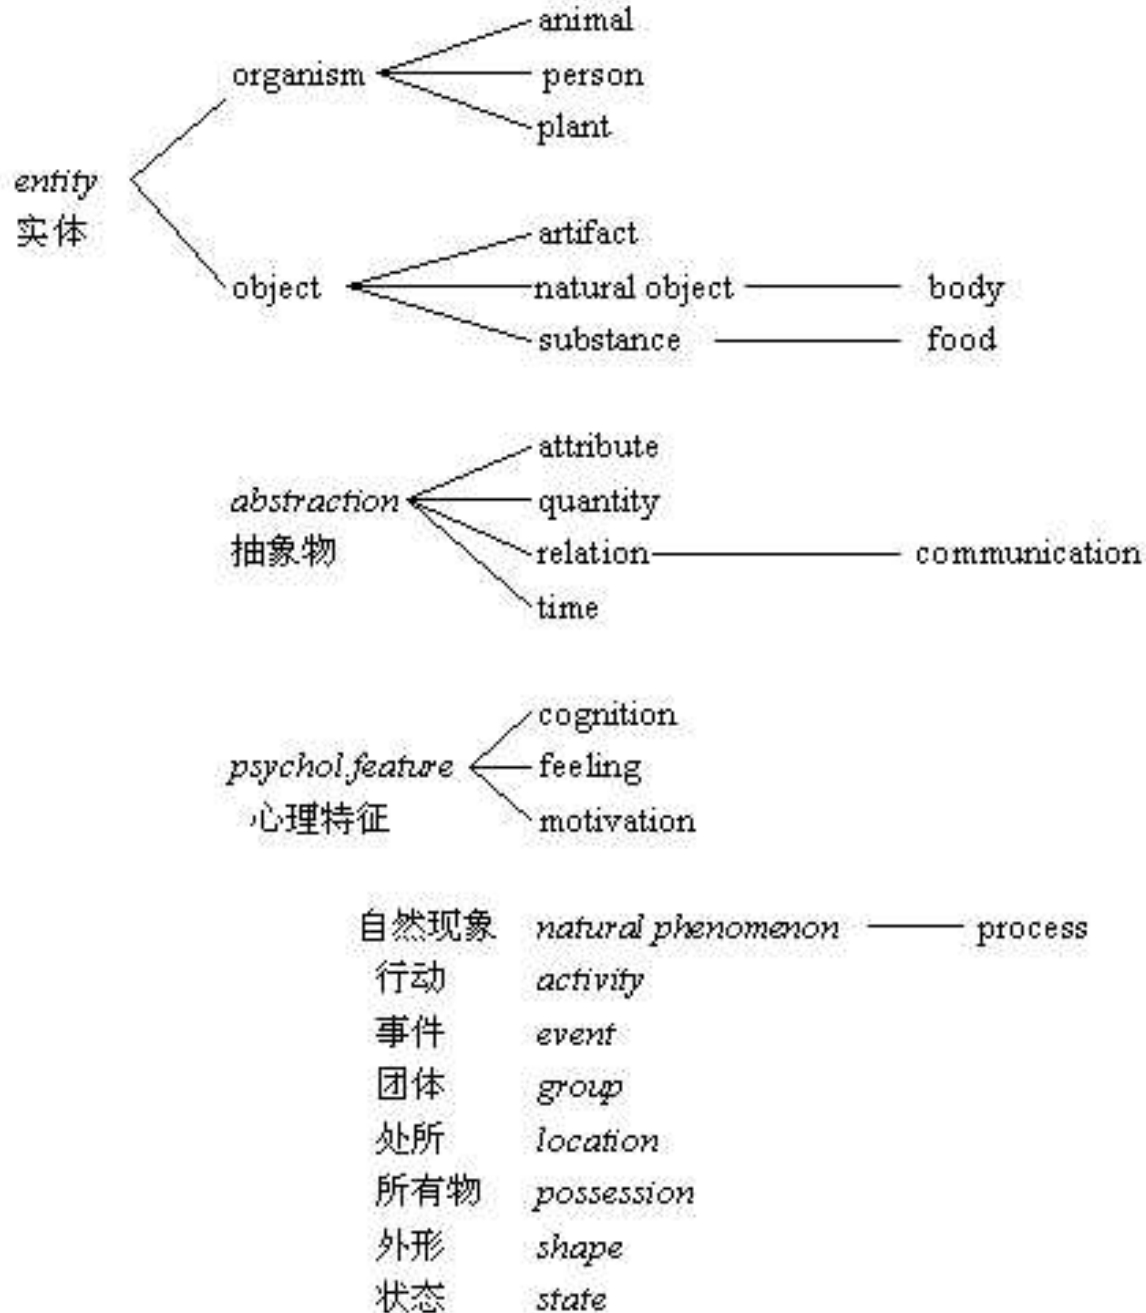 animal
organism person
plant
entity
实体
artifact
object natural object body
substance food
attribute
abstraction quantity
抽象物 relation communication
time
cognition
psychol.feature feeling
心理特征 motivation
自然现象 natural phenomenon process
行动 activity
事件 event
团体 group
处所 location
所有物 possession
外形 shape
状态 state